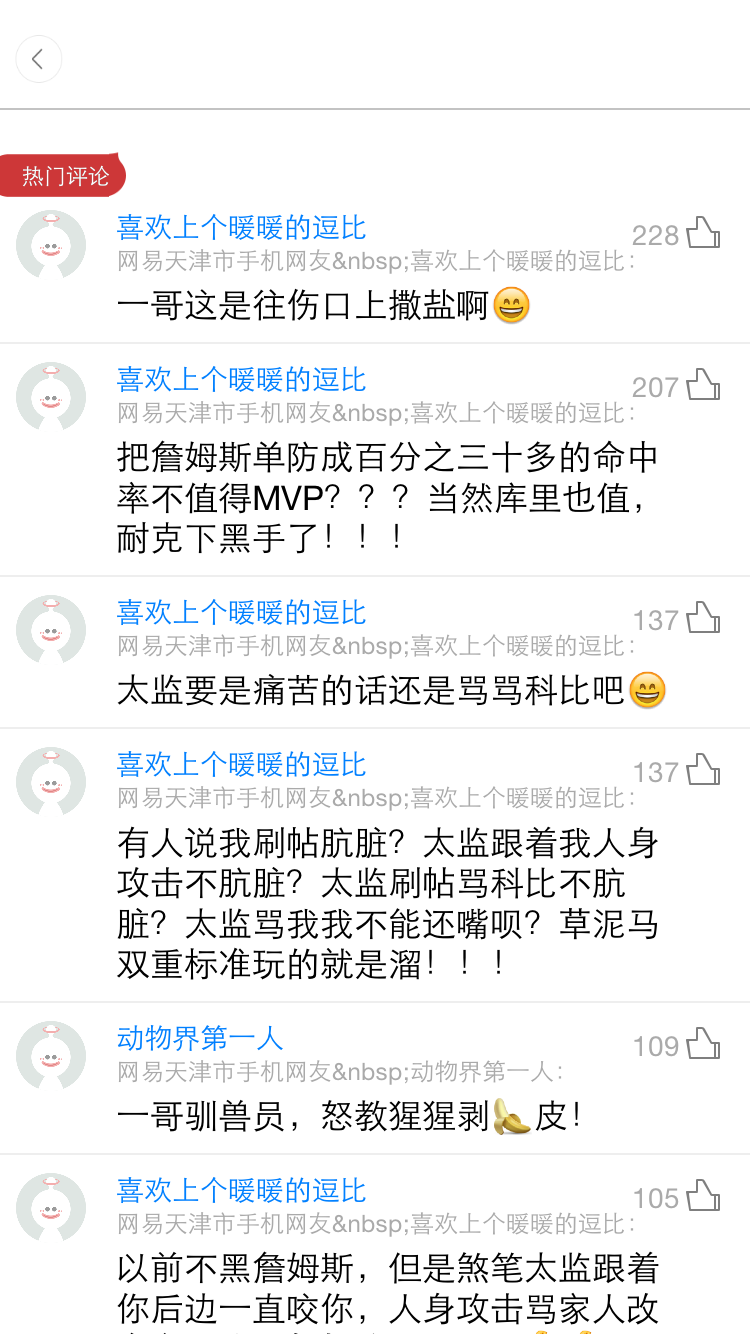 热门评论
喜欢上个暖暖的逗比
228
网易天津市手机网友&nbsp;喜欢上个暖暖的逗比：
一哥这是往伤口上撒盐啊😄
喜欢上个暖暖的逗比
207
网易天津市手机网友&nbsp;喜欢上个暖暖的逗比：
把詹姆斯单防成百分之三十多的命中
率不值得MVP？？？当然库里也值，
耐克下黑手了！！！
喜欢上个暖暖的逗比
137
网易天津市手机网友&nbsp;喜欢上个暖暖的逗比：
太监要是痛苦的话还是骂骂科比吧😄
喜欢上个暖暖的逗比
137
网易天津市手机网友&nbsp;喜欢上个暖暖的逗比：
有人说我刷帖肮脏？太监跟着我人身
攻击不肮脏？太监刷帖骂科比不肮
脏？太监骂我我不能还嘴呗？草泥马
双重标准玩的就是溜！！！
动物界第一人
109
网易天津市手机网友&nbsp;动物界第一人：
一哥驯兽员，怒教猩猩剥🍌皮！
喜欢上个暖暖的逗比
105
网易天津市手机网友&nbsp;喜欢上个暖暖的逗比：
以前不黑詹姆斯，但是煞笔太监跟着
你后边一直咬你，人身攻击骂家人改